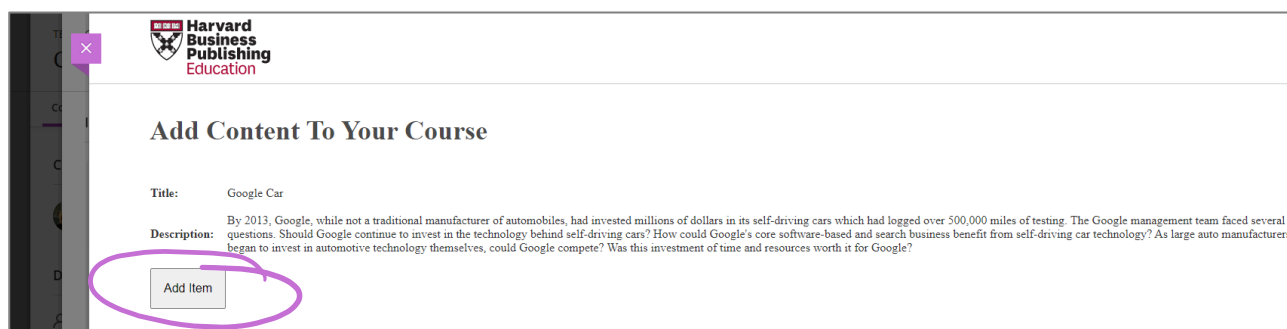 Harvard
Business
Publishing
Education
Add Content To Your Course
Title: Google Car
By 2013, Google, while not a traditional manufacturer of automobiles, had invested millions of dollars in its self-driving cars which had logged over 500,000 miles of testing. The Google management team faced several
Description: questions. Should Google continue to invest in the technology behind self-driving cars? How could Google's core software-based and search business benefit from self-driving car technology? As large auto manufacturers
began to invest in automotive technology themselves, could Google compete? Was this investment of time and resources worth it for Google?
Add Item